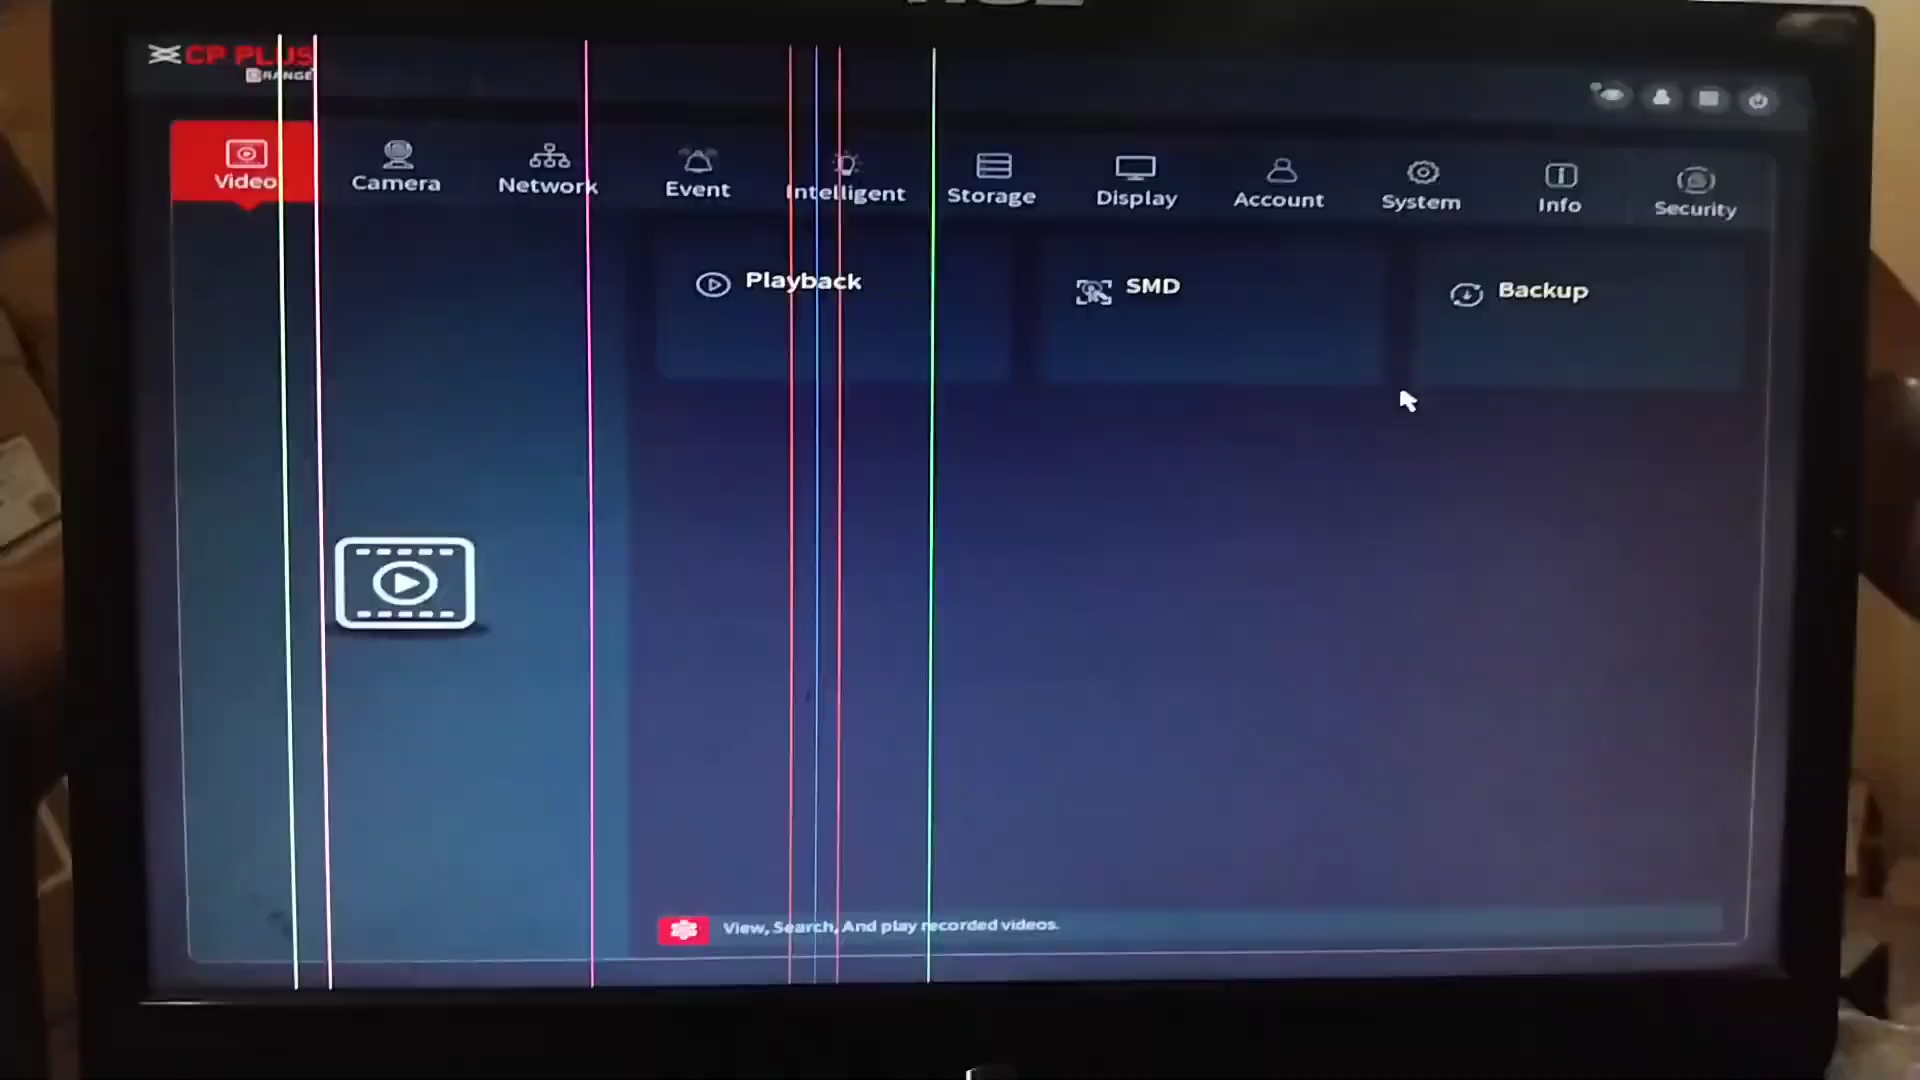 CP PLUS
ORANGE
Video
Camera
Network
Event
Intelligent
Storage
Display
Account
System
Info
Security
Playback
SMD
Backup
View, Search, And play recorded videos.